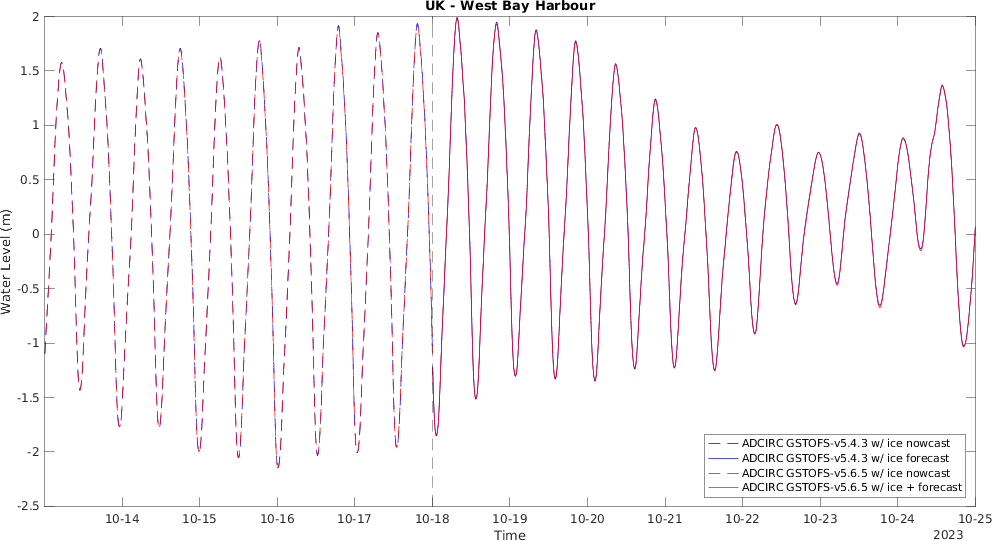 UK - West Bay Harbour
2
1.5
1
0.5
0
-0.5
-1
-1.5
-2
-2.5
Water Level (m)
ADCIRC GSTOFS-v5.4.3 w/ ice nowcast
ADCIRC GSTOFS-v5.4.3 w/ ice forecast
ADCIRC GSTOFS-v5.6.5 w/ ice nowcast
ADCIRC GSTOFS-v5.6.5 w/ ice + forecast
10-14 10-15 10-16 10-17 10-18 10-19 10-20 10-21 10-22 10-23 10-24 10-25
Time
2023